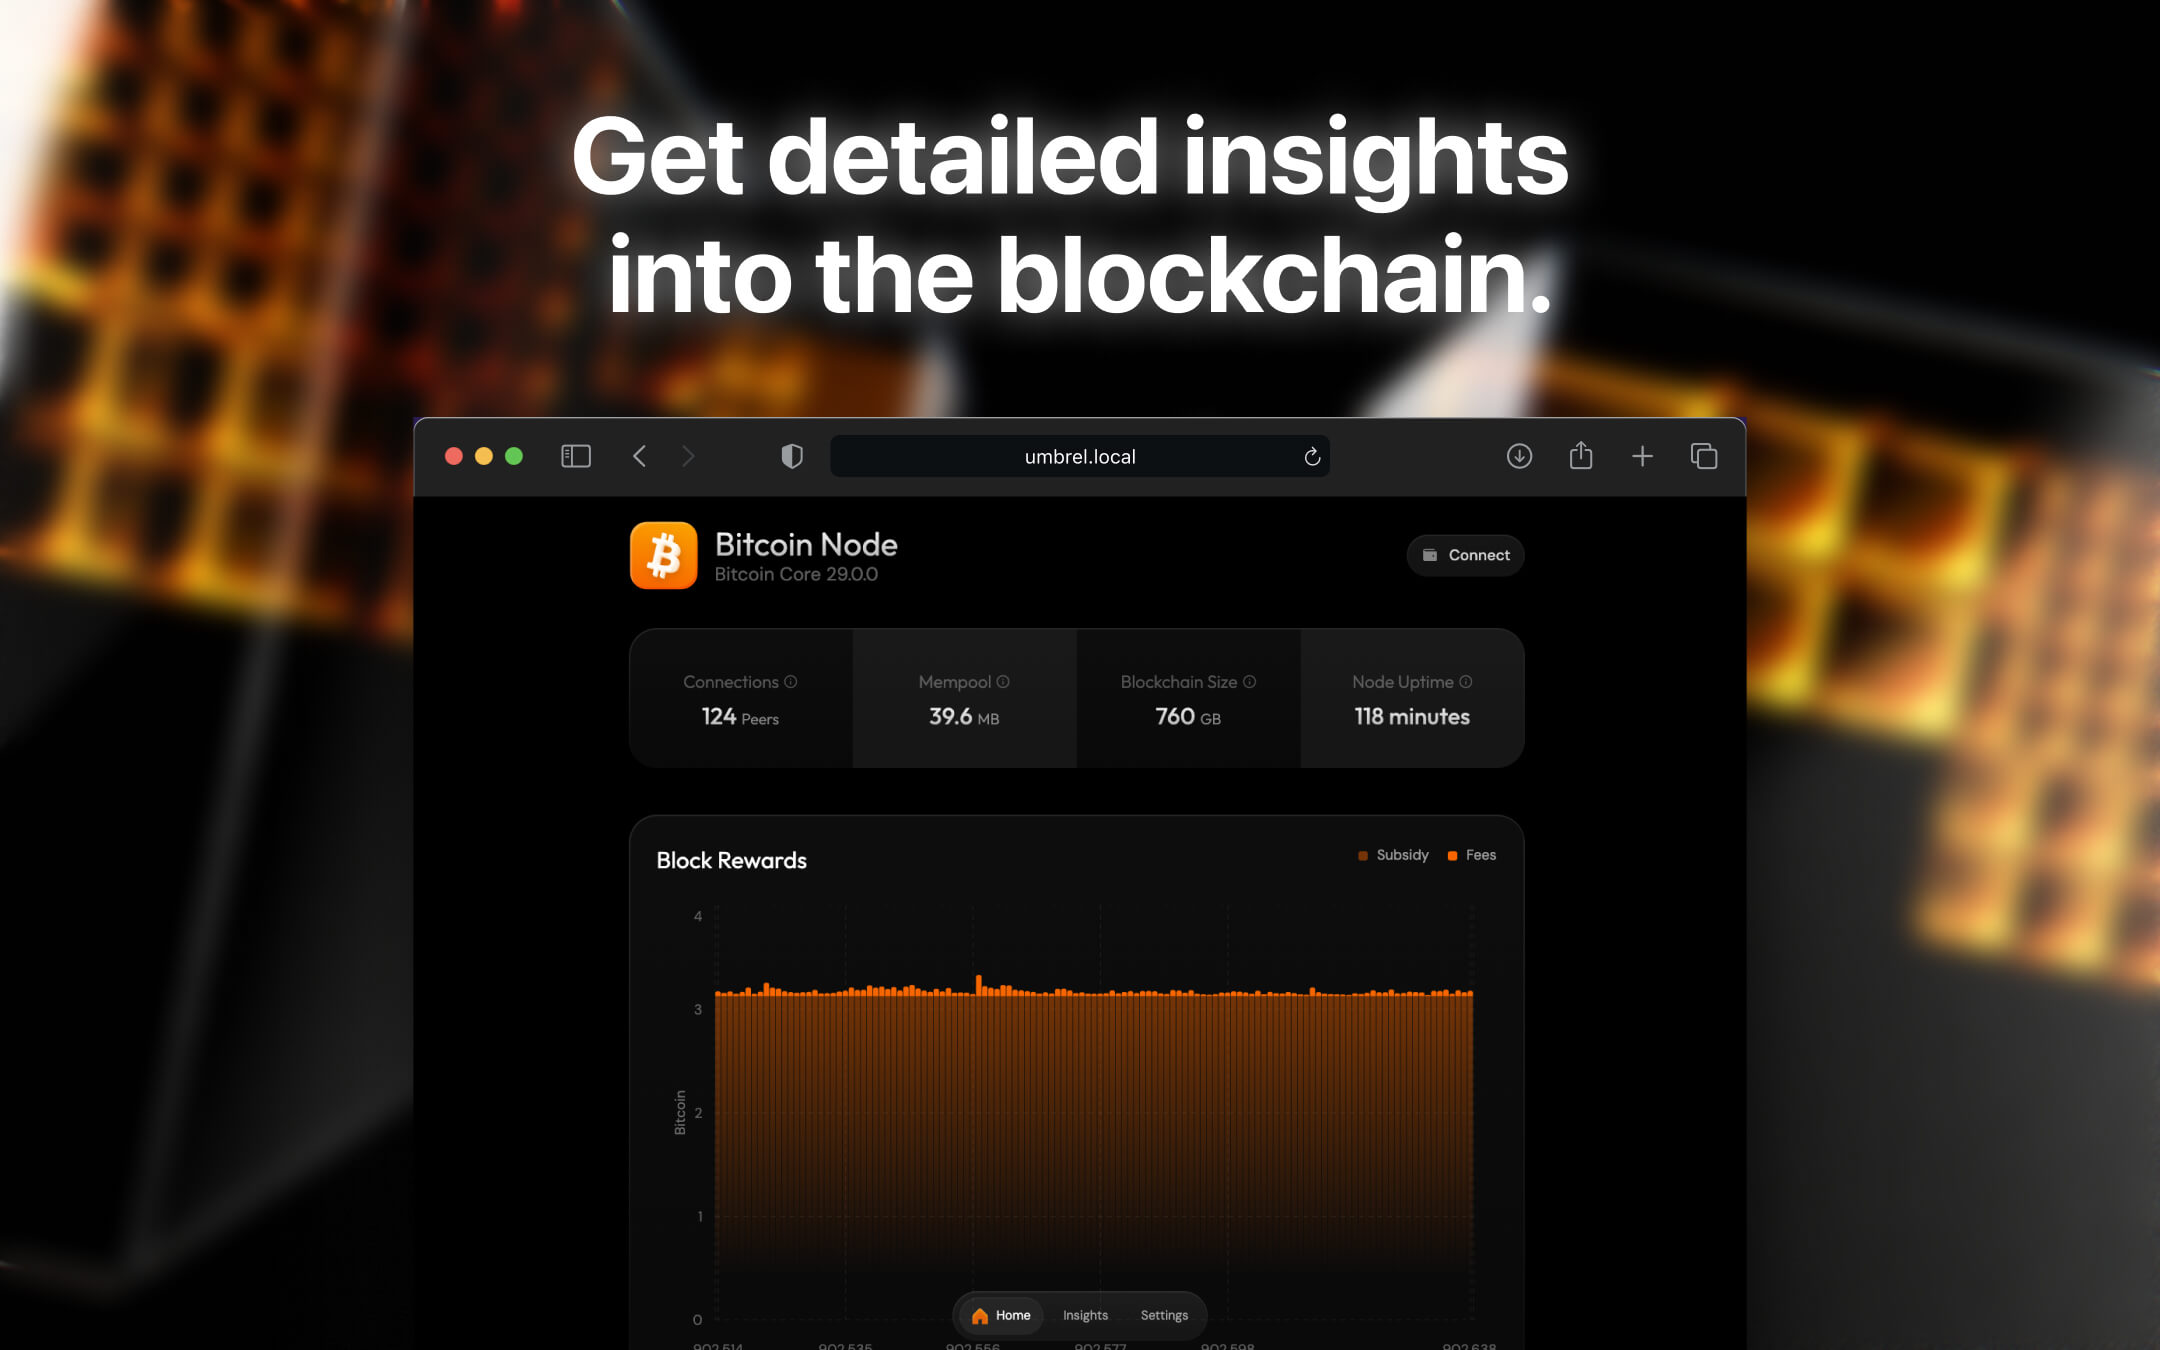 Get detailed insights
into the blockchain.
umbrel.local
Bitcoin Node
Bitcoin Core 29.0.0
Connect
Connections
124 Peers
Mempool
39.6 MB
Blockchain Size
760 GB
Node Uptime
118 minutes
Block Rewards
Subsidy
Fees
4
3
2
1
0
Bitcoin
Home
Insights
Settings
902,514
902,535
902,556
902,577
902,598
902,638